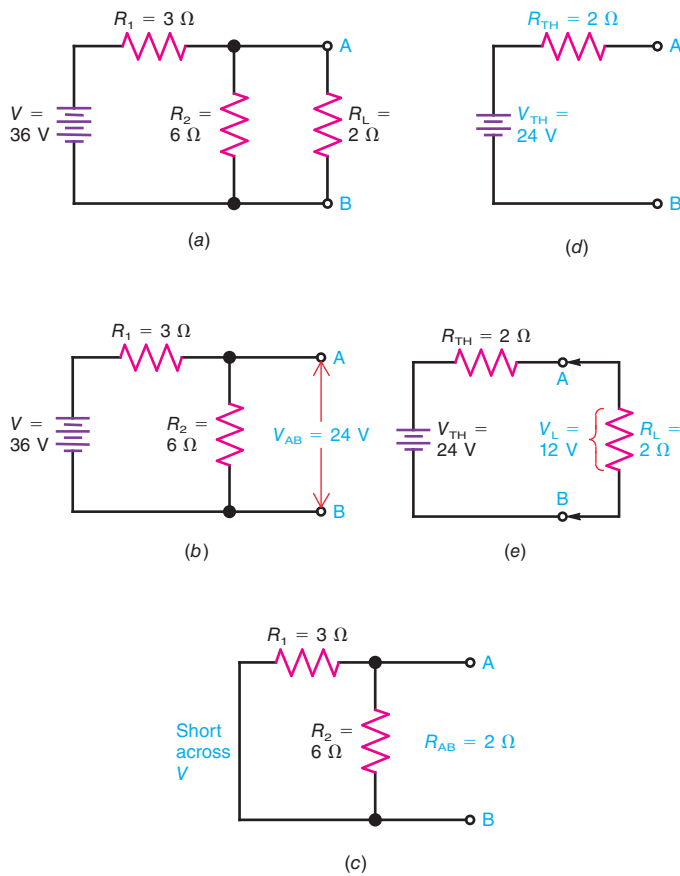 R1 = 3 Ω
A
V =
36 V
R2 =
6 Ω
RL =
2 Ω
B
(a)
RTH = 2 Ω
A
VTH =
24 V
B
(d)
R1 = 3 Ω
A
V =
36 V
R2 =
6 Ω
VAB = 24 V
B
(b)
RTH = 2 Ω
A
VTH =
24 V
VL =
12 V
RL =
2 Ω
B
(e)
R1 = 3 Ω
A
Short
across
V
R2 =
6 Ω
RAB = 2 Ω
B
(c)